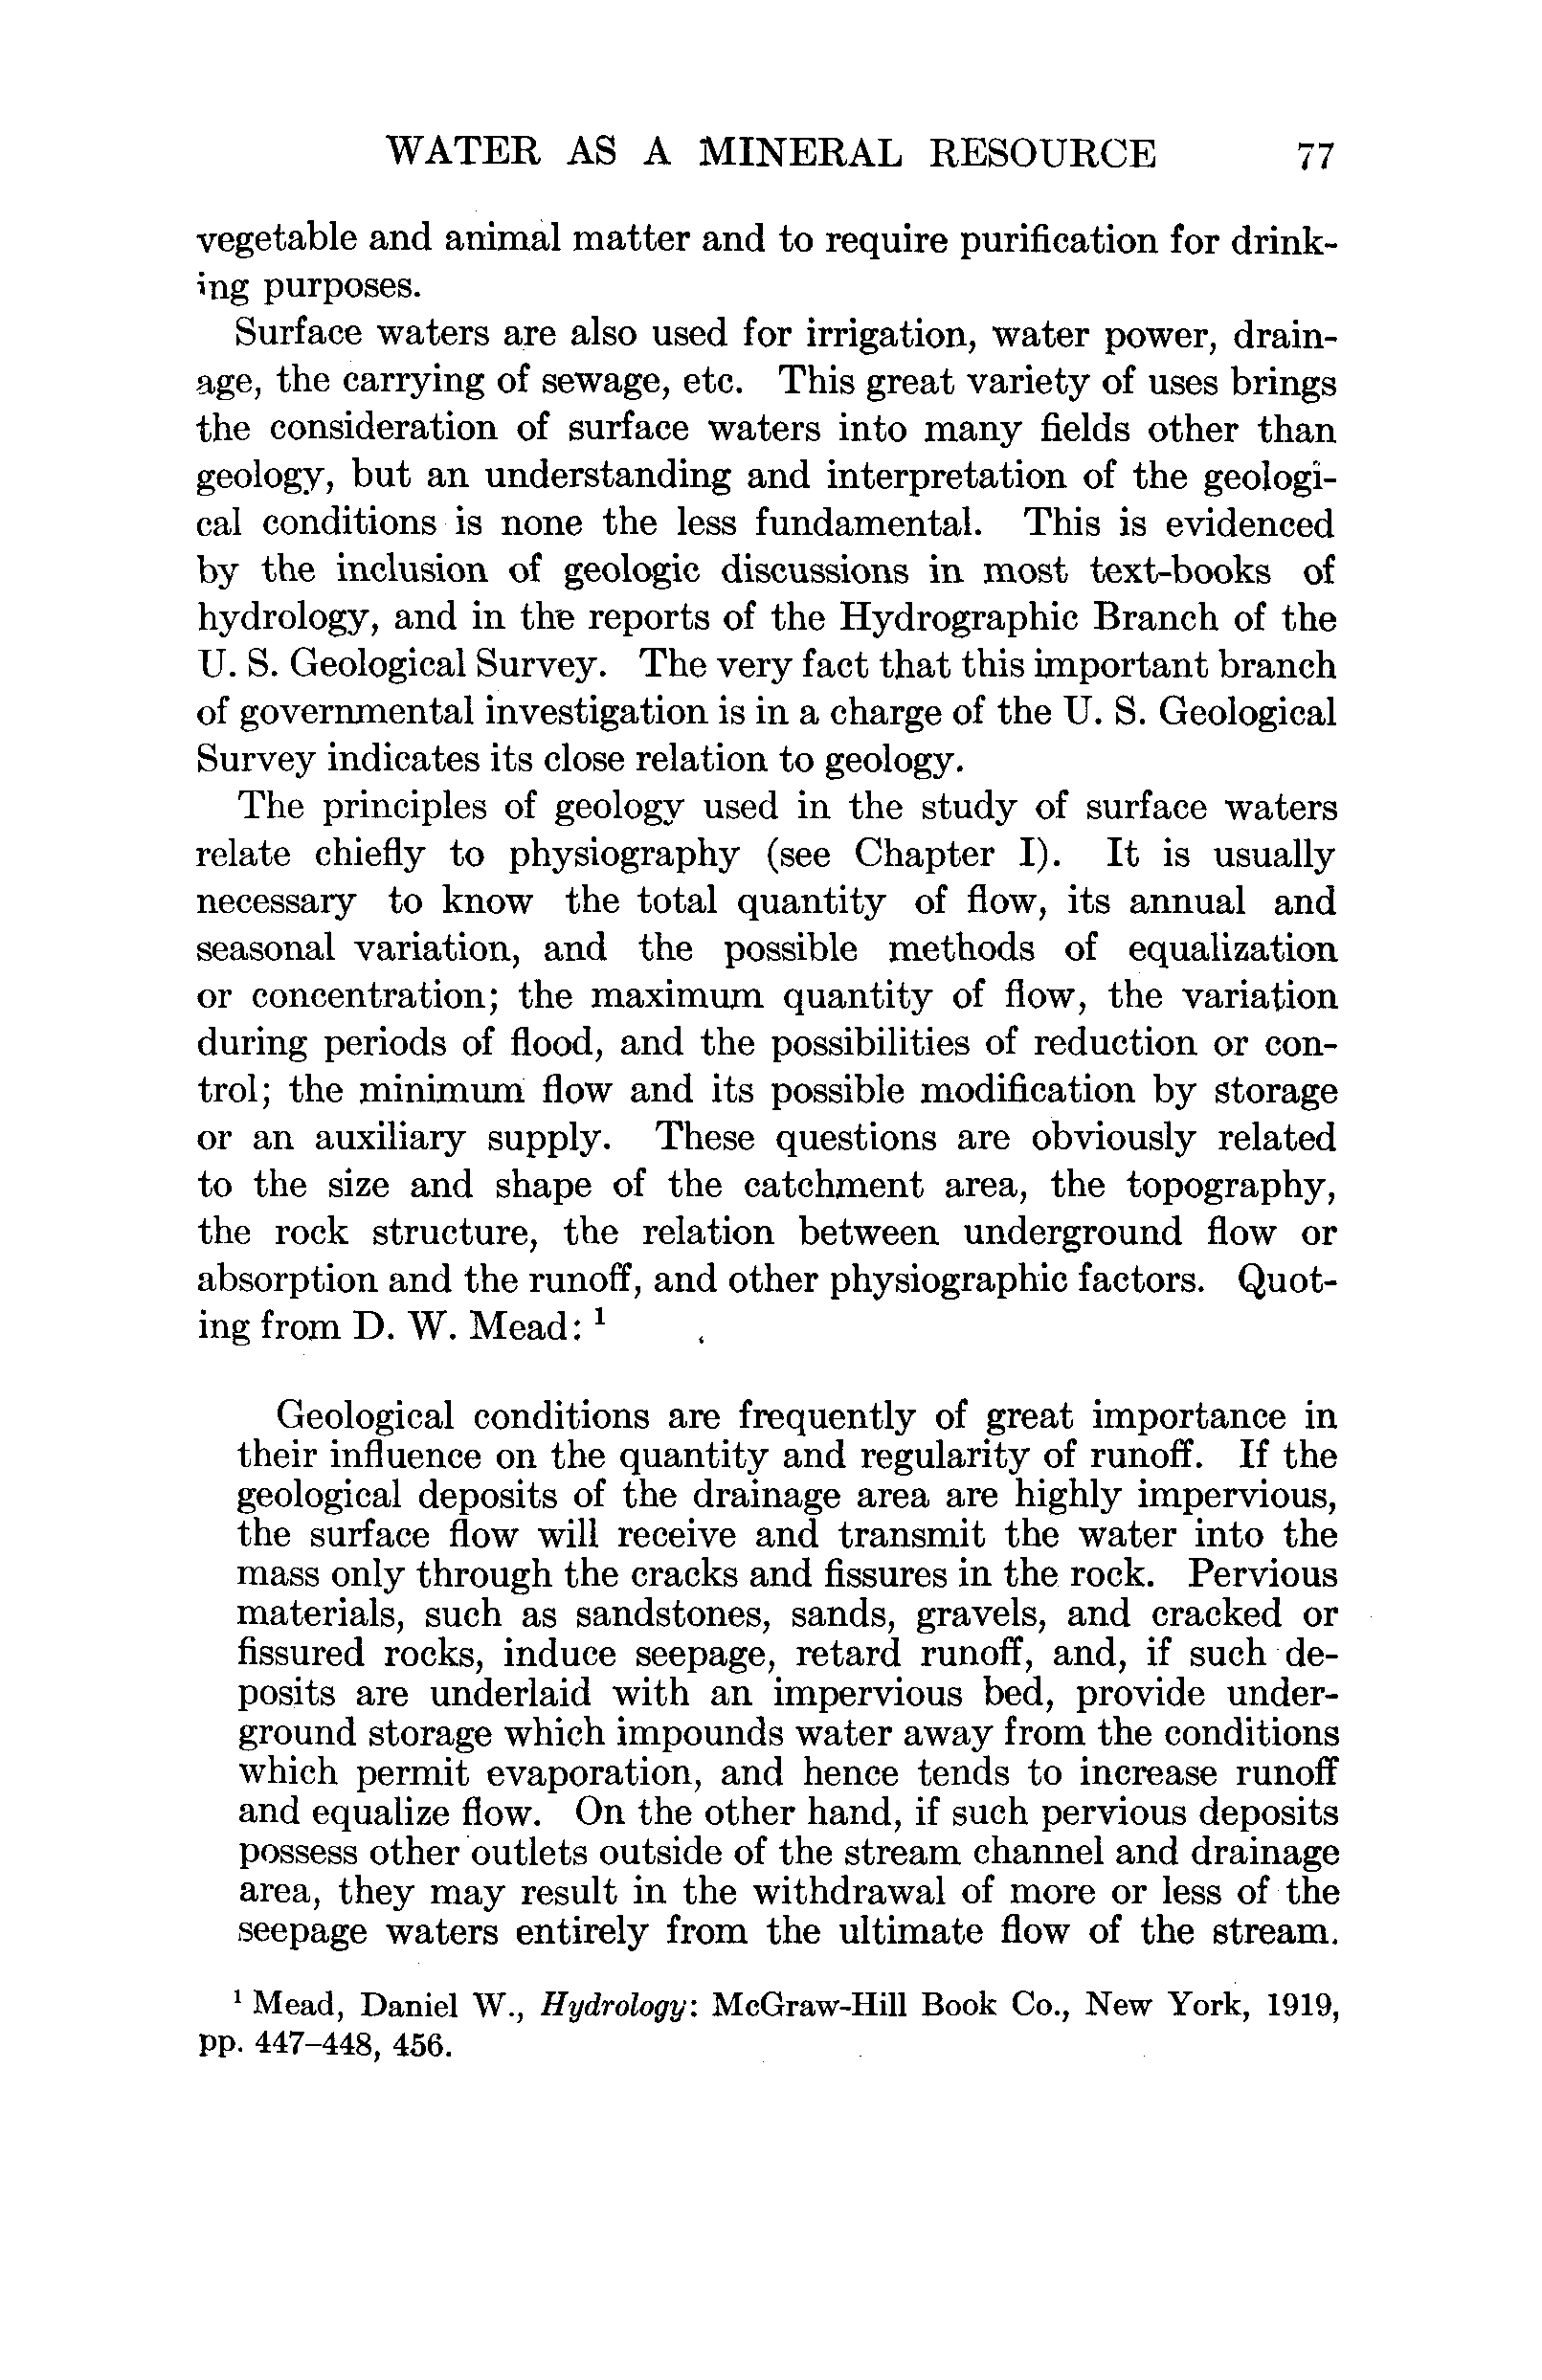 WATER AS A MINERAL RESOURCE 77
vegetable and animal matter and to require purification for drink-
ing purposes.
Surface waters are also used for irrigation, water power, drain-
age, the carrying of sewage, etc. This great variety of uses brings
the consideration of surface waters into many fields other than
geology, but an understanding and interpretation of the geologi-
cal conditions is none the less fundamental. This is evidenced
by the inclusion of geologic discussions in most text-books of
hydrology, and in the reports of the Hydrographic Branch of the
U. S. Geological Survey. The very fact that this important branch
of governmental investigation is in a charge of the U. S. Geological
Survey indicates its close relation to geology.
The principles of geology used in the study of surface waters
relate chiefly to physiography (see Chapter I). It is usually
necessary to know the total quantity of flow, its annual and
seasonal variation, and the possible methods of equalization
or concentration; the maximum quantity of flow, the variation
during periods of flood, and the possibilities of reduction or con-
trol; the minimum flow and its possible modification by storage
or an auxiliary supply. These questions are obviously related
to the size and shape of the catchment area, the topography,
the rock structure, the relation between underground flow or
absorption and the runoff, and other physiographic factors. Quot-
ing from D. W. Mead: ¹
Geological conditions are frequently of great importance in
their influence on the quantity and regularity of runoff. If the
geological deposits of the drainage area are highly impervious,
the surface flow will receive and transmit the water into the
mass only through the cracks and fissures in the rock. Pervious
materials, such as sandstones, sands, gravels, and cracked or
fissured rocks, induce seepage, retard runoff, and, if such de-
posits are underlaid with an impervious bed, provide under-
ground storage which impounds water away from the conditions
which permit evaporation, and hence tends to increase runoff
and equalize flow. On the other hand, if such pervious deposits
possess other outlets outside of the stream channel and drainage
area, they may result in the withdrawal of more or less of the
seepage waters entirely from the ultimate flow of the stream.
¹ Mead, Daniel W., Hydrology: McGraw-Hill Book Co., New York, 1919,
pp. 447–448, 456.